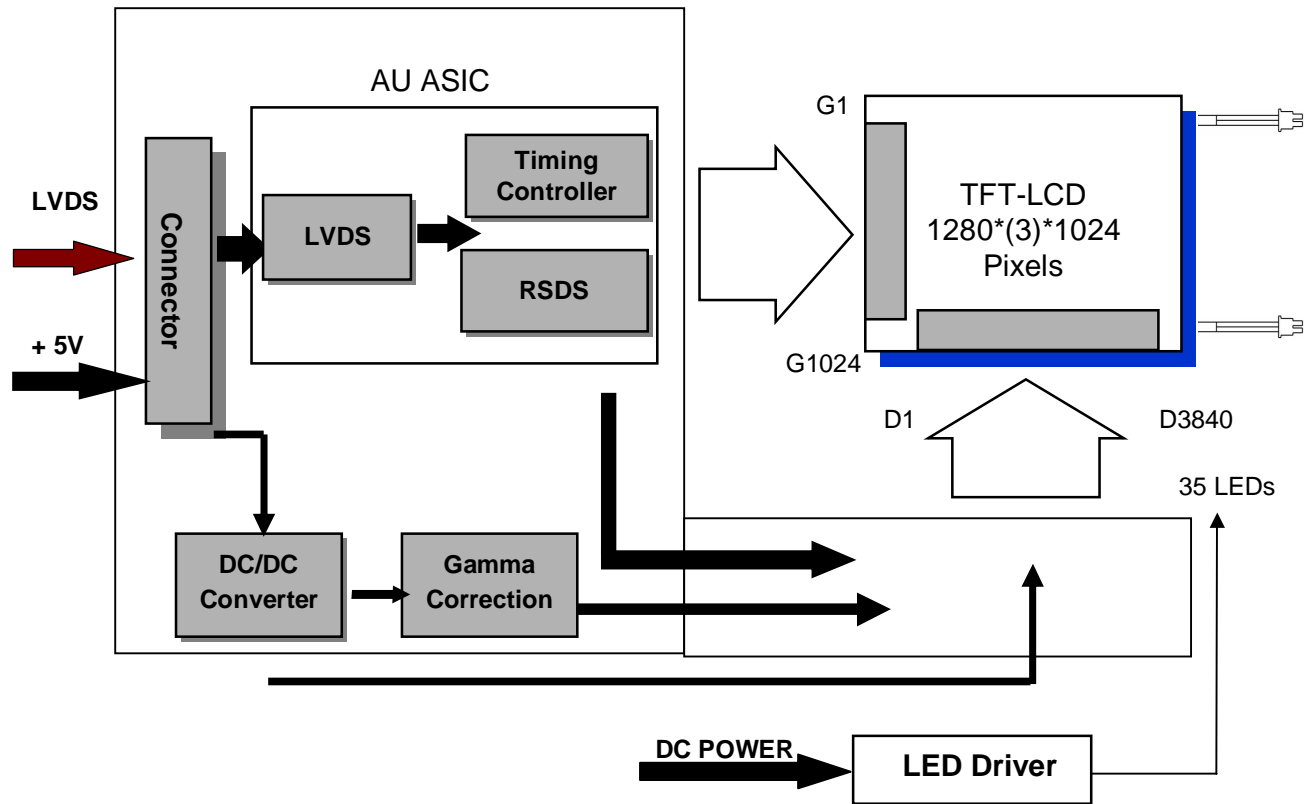 AU ASIC
G1
Timing
Controller
TFT-LCD
1280*(3)*1024
Pixels
LVDS
Connector
LVDS
RSDS
+ 5V
G1024
D1
D3840
35 LEDs
DC/DC
Converter
Gamma
Correction
DC POWER
LED Driver